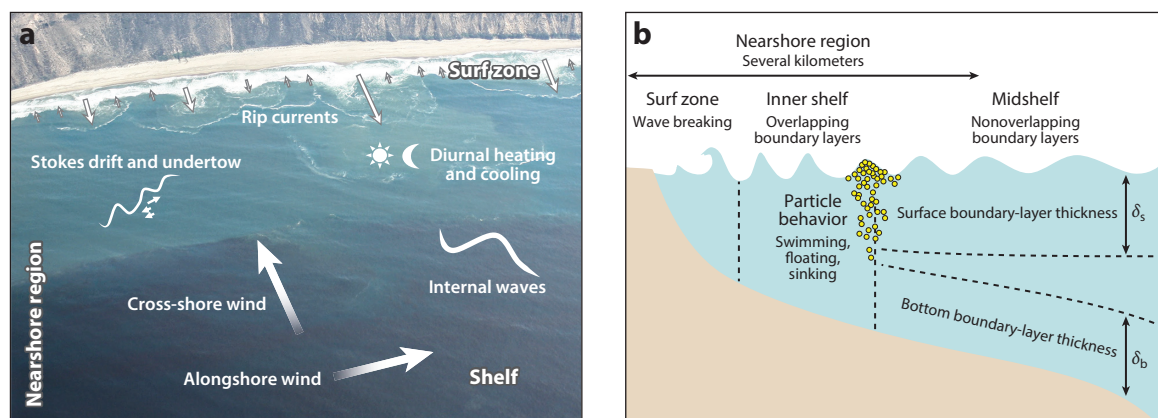 a
Surf zone
Rip currents
Stokes drift and undertow
Diurnal heating
and cooling
Nearshore region
Cross-shore wind
Internal waves
Alongshore wind
Shelf
b
Nearshore region
Several kilometers
Surf zone
Wave breaking
Inner shelf
Overlapping
boundary layers
Midshelf
Nonoverlapping
boundary layers
Particle
behavior
Swimming,
floating,
sinking
Surface boundary-layer thickness
δs
Bottom boundary-layer thickness
δb